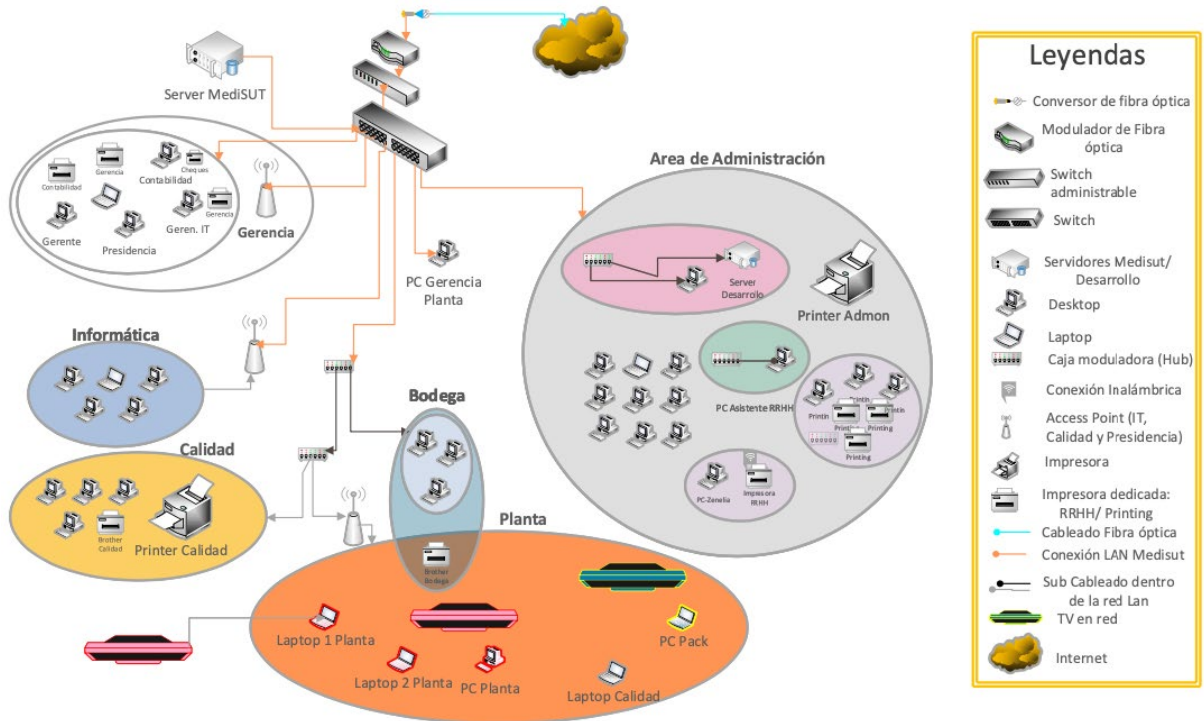 Server MediSUT
Contabilidad
Gerencia
Contabilidad
Cheques
Gerencia
Gerente
Presidencia
Geren. IT
Gerencia
PC Gerencia
Planta
Area de Administración
Server
Desarrollo
Printer Admon
PC Asistente RRHH
Printin
Printin
Printin
Printing
Printing
Printing
PC-Zenelia
Impresora
RRHH
Informática
Bodega
Calidad
Brother
Calidad
Printer Calidad
Planta
Brother
Bodega
Laptop 1 Planta
Laptop 2 Planta
PC Planta
PC Pack
Laptop Calidad
Leyendas
Conversor de fibra óptica
Modulador de Fibra
óptica
Switch
administrable
Switch
Servidores Medisut/
Desarrollo
Desktop
Laptop
Caja moduladora (Hub)
Conexión Inalámbrica
Access Point (IT,
Calidad y Presidencia)
Impresora
Impresora dedicada:
RRHH/ Printing
Cableado Fibra óptica
Conexión LAN Medisut
Sub Cableado dentro
de la red Lan
TV en red
Internet